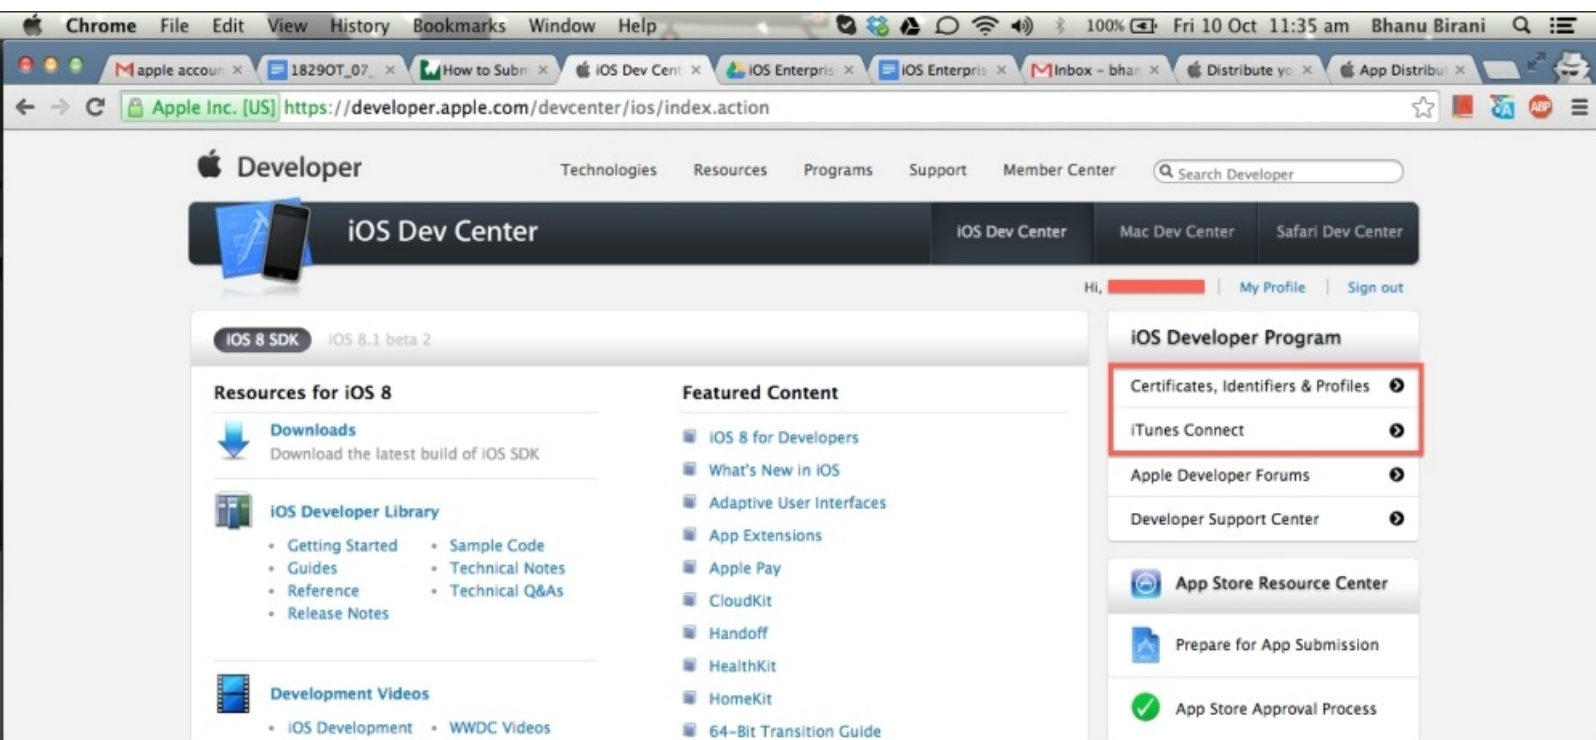 Chrome File Edit View History Bookmarks Window Help 100% Fri 10 Oct 11:35 am Bhanu Birani
apple accoun 1829OT_07_ How to Subm iOS Dev Cent iOS Enterpris iOS Enterpris Inbox - bhan Distribute yo App Distribut
Apple Inc. [US] https://developer.apple.com/devcenter/ios/index.action ABP
Developer Technologies Resources Programs Support Member Center Search Developer
iOS Dev Center iOS Dev Center Mac Dev Center Safari Dev Center
Hi, My Profile Sign out
iOS 8 SDK iOS 8.1 beta 2
Resources for iOS 8
Downloads
Download the latest build of iOS SDK
iOS Developer Library
• Getting Started • Sample Code
• Guides • Technical Notes
• Reference • Technical Q&As
• Release Notes
Development Videos
• iOS Development • WWDC Videos
Featured Content
iOS 8 for Developers
What's New in iOS
Adaptive User Interfaces
App Extensions
Apple Pay
CloudKit
Handoff
HealthKit
HomeKit
64-Bit Transition Guide
iOS Developer Program
Certificates, Identifiers & Profiles
iTunes Connect
Apple Developer Forums
Developer Support Center
App Store Resource Center
Prepare for App Submission
App Store Approval Process